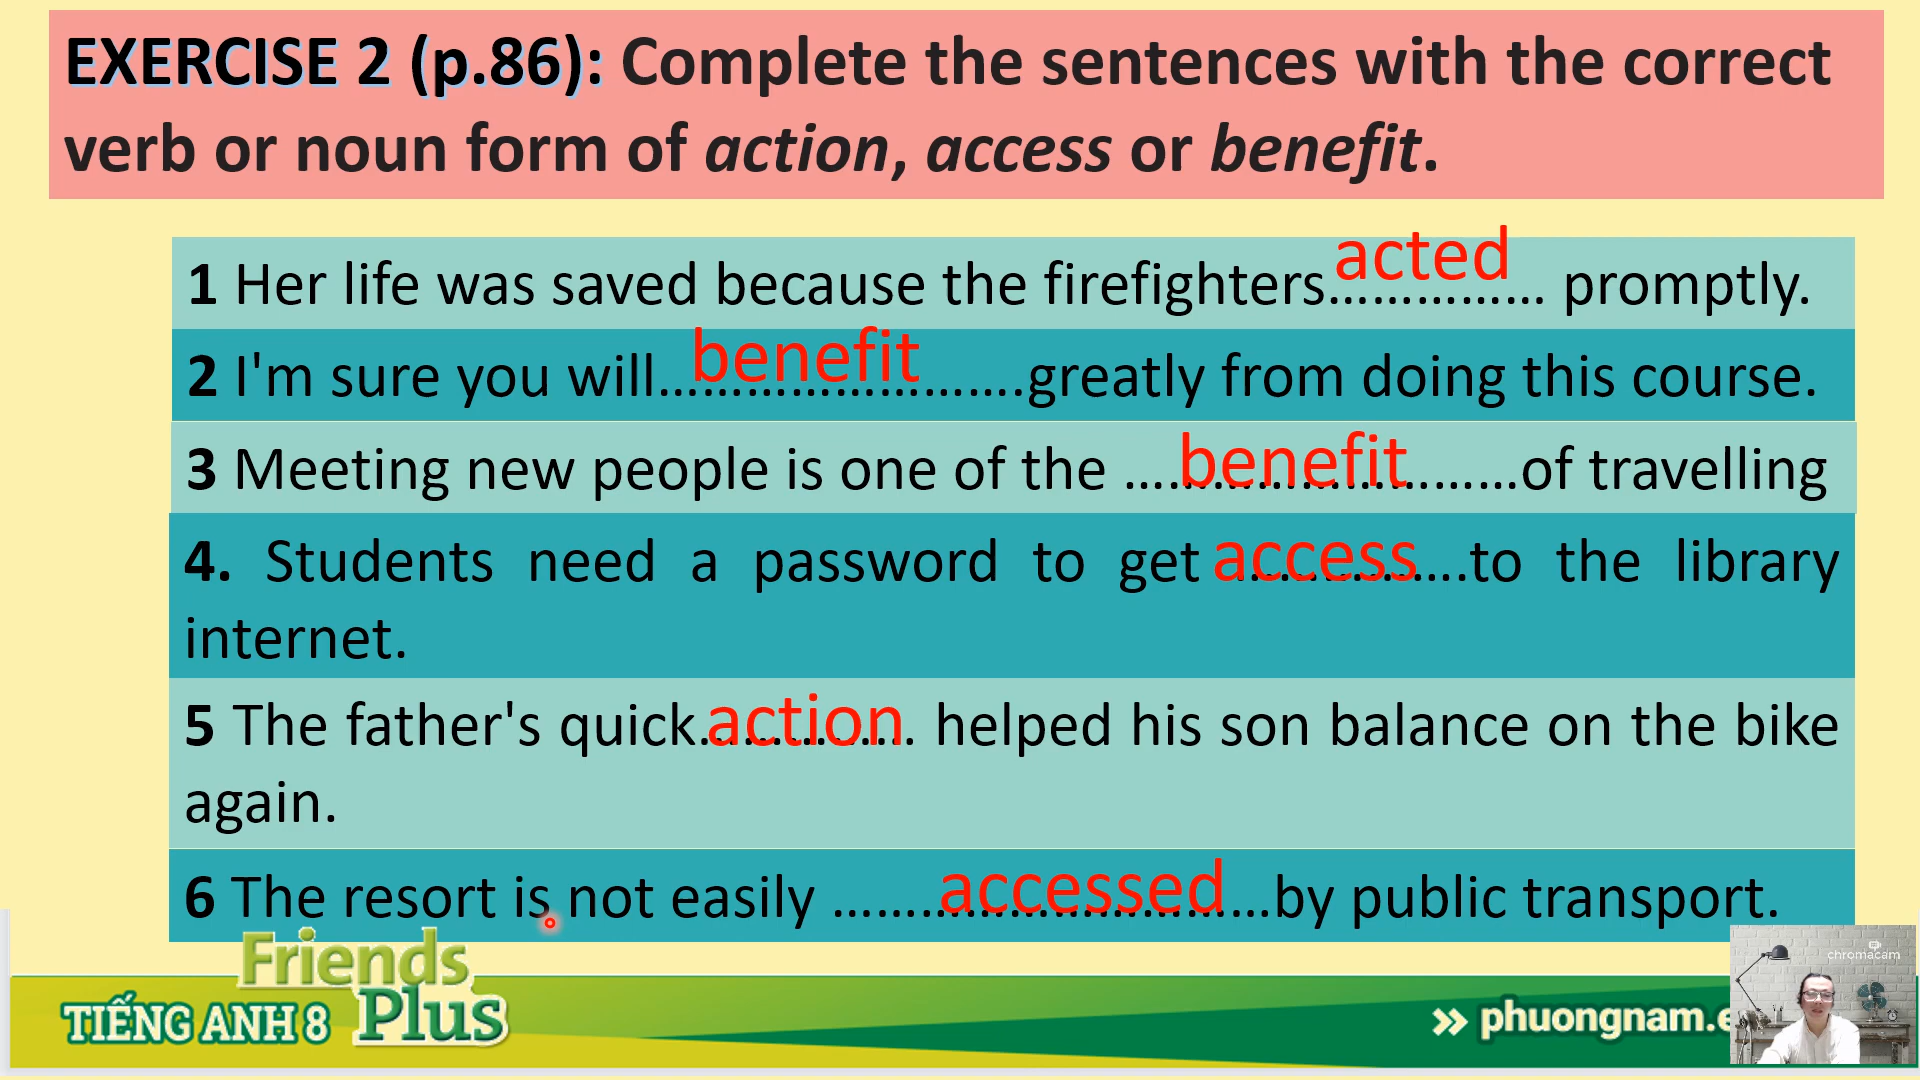 EXERCISE 2 (p.86): Complete the sentences with the correct
verb or noun form of action, access or benefit.
1 Her life was saved because the firefighters acted …………… promptly.
2 I'm sure you will benefit …………………….greatly from doing this course.
3 Meeting new people is one of the benefit ………………………of travelling
4. Students need a password to get access …………….to the library
internet.
5 The father's quick action ……………. helped his son balance on the bike
again.
6 The resort is not easily accessed …………………………by public transport.
Friends
TIẾNG ANH 8 Plus
phuongnam.e
chromacam